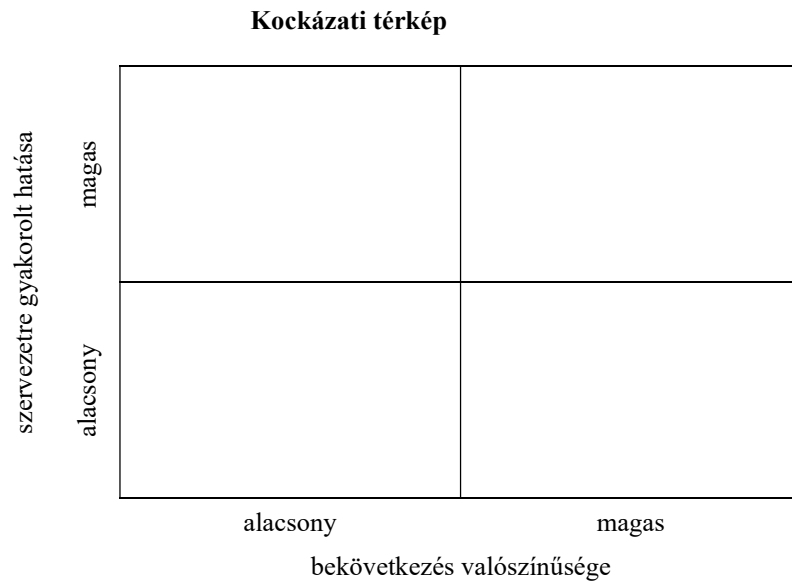 Kockázati térkép
szervezetre gyakorolt hatása
magas
alacsony
alacsony magas
bekövetkezés valószínűsége